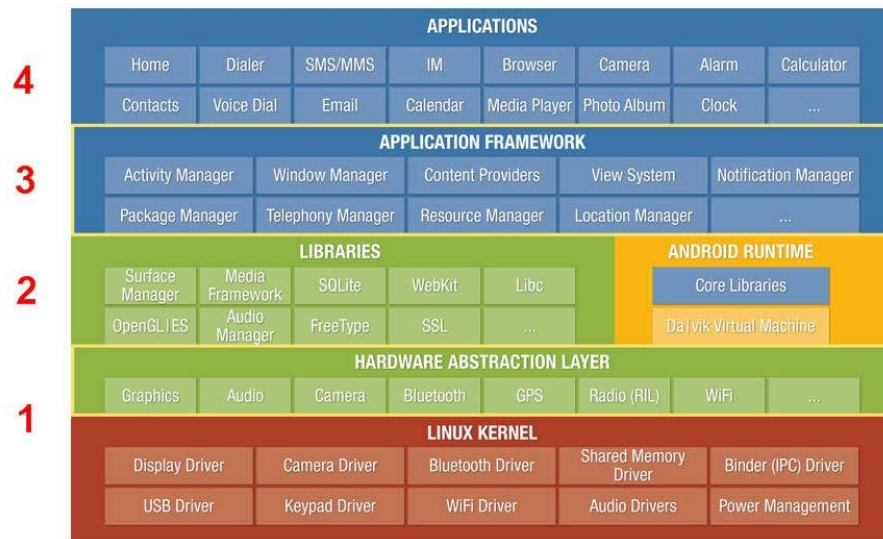 APPLICATIONS
4
Home Dialer SMS/MMS IM Browser Camera Alarm Calculator
Contacts Voice Dial Email Calendar Media Player Photo Album Clock ...
APPLICATION FRAMEWORK
3
Activity Manager Window Manager Content Providers View System Notification Manager
Package Manager Telephony Manager Resource Manager Location Manager ...
LIBRARIES ANDROID RUNTIME
2
Surface Manager Media Framework SQLite WebKit Libc Core Libraries
OpenGL|ES Audio Manager FreeType SSL ... Dalvik Virtual Machine
HARDWARE ABSTRACTION LAYER
Graphics Audio Camera Bluetooth GPS Radio (RIL) WiFi ...
1
LINUX KERNEL
Display Driver Camera Driver Bluetooth Driver Shared Memory Driver Binder (IPC) Driver
USB Driver Keypad Driver WiFi Driver Audio Drivers Power Management